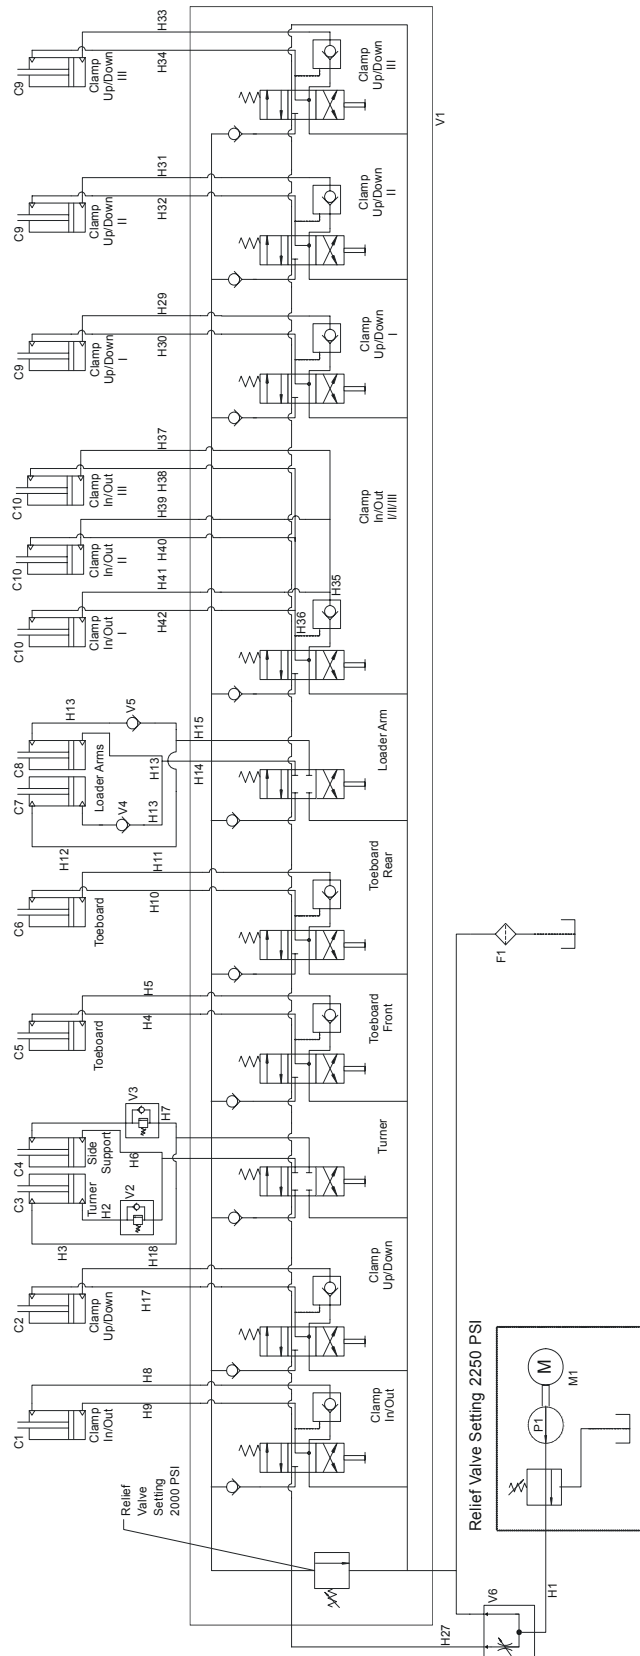 H33
H34
C9
Clamp
Up/Down
III
Clamp
Up/Down
III
V1
H31
H32
C9
Clamp
Up/Down
II
Clamp
Up/Down
II
H29
H30
C9
Clamp
Up/Down
I
Clamp
Up/Down
I
H37
H38
C10
Clamp
In/Out
III
H39
H40
C10
Clamp
In/Out
II
H41
H42
C10
Clamp
In/Out
I
H35
H36
Clamp
In/Out
I/II/III
H13
V5
H15
C8
C7
Loader Arms
H13
V4
H13
H14
H12
H11
Loader Arm
C6
Toeboard
H10
Toeboard
Rear
H5
H4
C5
Toeboard
Toeboard
Front
V3
H7
C4
Side
Support
H6
C3
Turner
H2
V2
H3
H18
Turner
C2
Clamp
Up/Down
H17
Clamp
Up/Down
H8
H9
C1
Clamp
In/Out
Clamp
In/Out
Relief
Valve
Setting
2000 PSI
F1
Relief Valve Setting 2250 PSI
M
M1
P1
H1
V6
H27